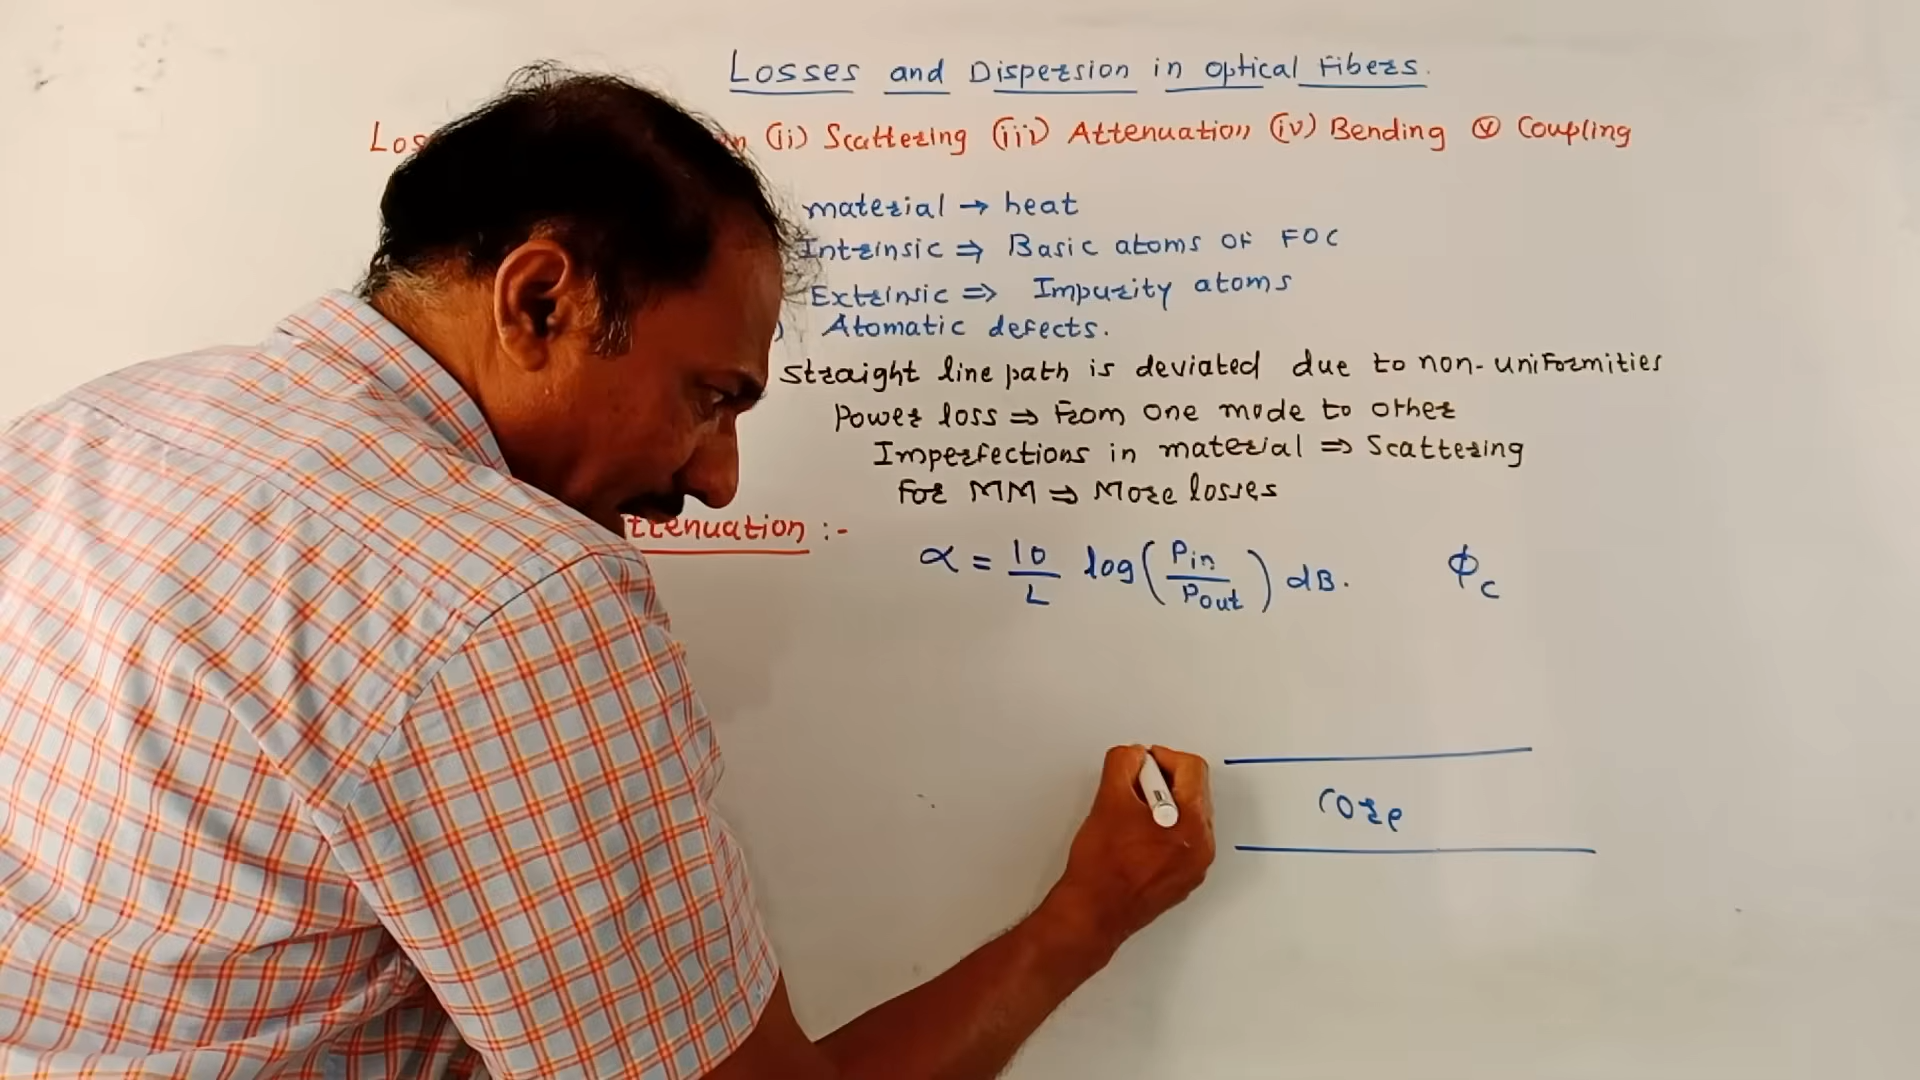 Losses and Dispersion in optical Fibers.
(ii) Scattering (iii) Attenuation (iv) Bending (v) Coupling
material → heat
Intrinsic ⇒ Basic atoms of FOC
Extrinsic ⇒ Impurity atoms
Atomatic defects.
straight line path is deviated due to non-uniformities
Power loss ⇒ From one mode to other
Imperfections in material ⇒ Scattering
For MM ⇒ More losses
ttenuation :-
α = 10/L log(Pin/Pout) dB. ϕc
Core